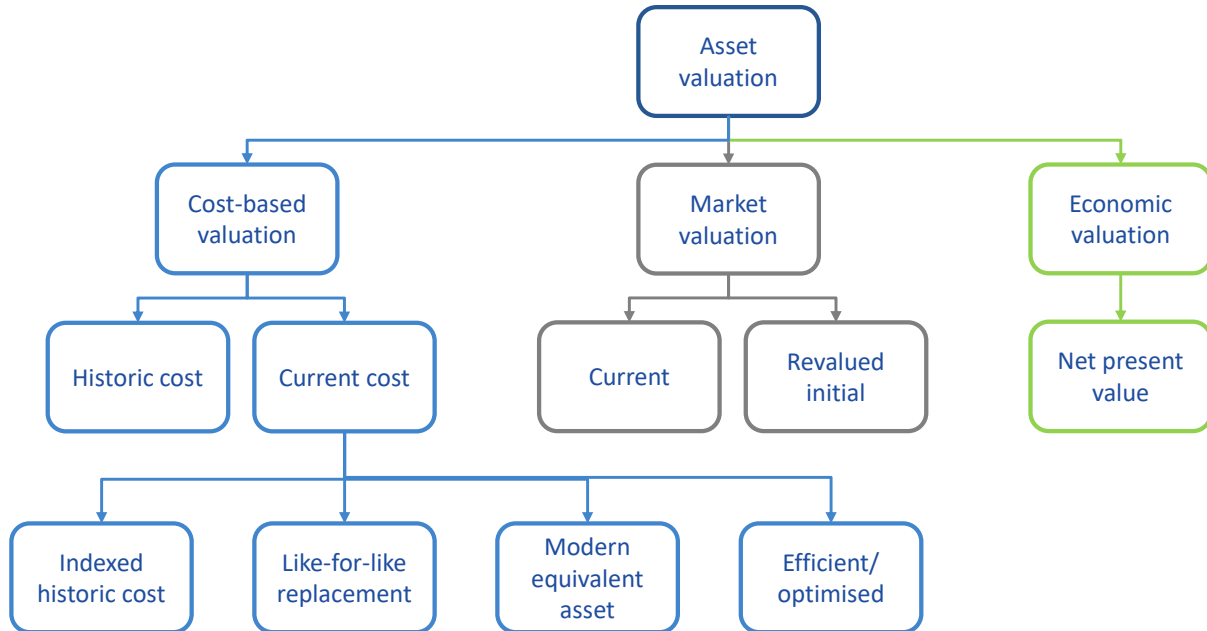 Asset
valuation
Cost-based
valuation
Market
valuation
Economic
valuation
Historic cost
Current cost
Current
Revalued
initial
Net present
value
Indexed
historic cost
Like-for-like
replacement
Modern
equivalent
asset
Efficient/
optimised